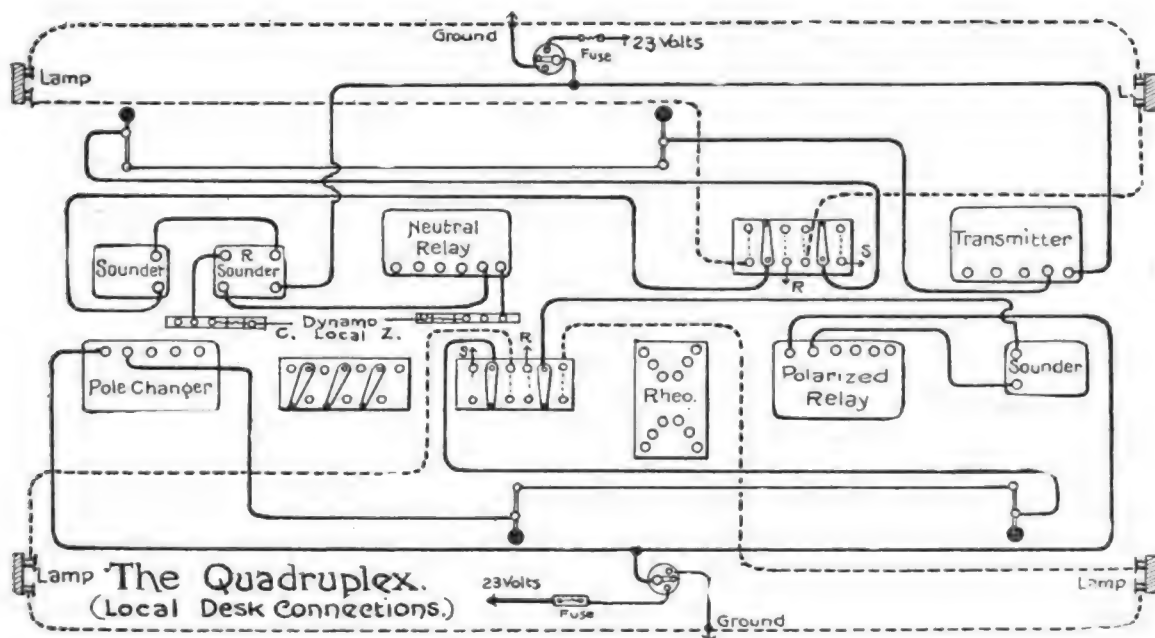 Ground
23 Volts
Fuse
Lamp
L
Neutral
Relay
Transmitter
Sounder
R
Sounder
S
R
Dynamo
C. Local Z.
S
R
Pole Changer
Rheo.
Polarized
Relay
Sounder
Lamp
The Quadruplex.
(Local Desk Connections.)
23 Volts
Fuse
Ground
Lamp